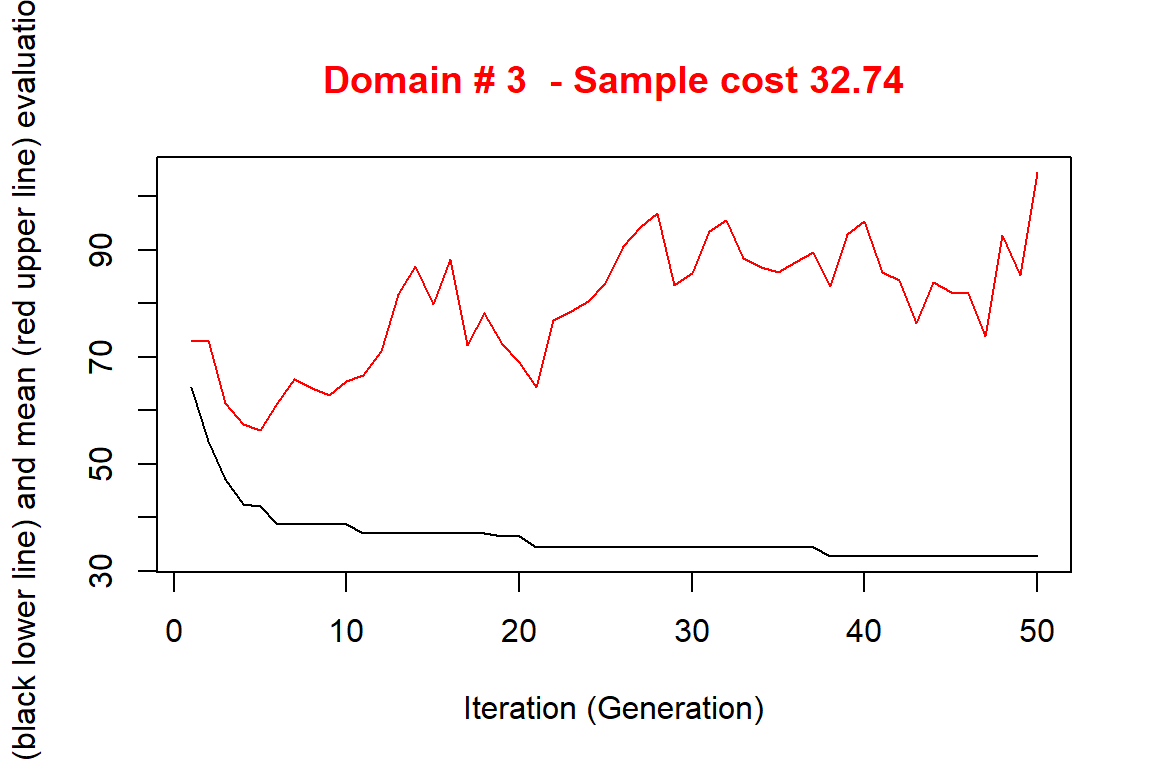 Domain # 3  - Sample cost 32.74
(black lower line) and mean (red upper line) evaluatio
90
70
50
30
0 10 20 30 40 50
Iteration (Generation)